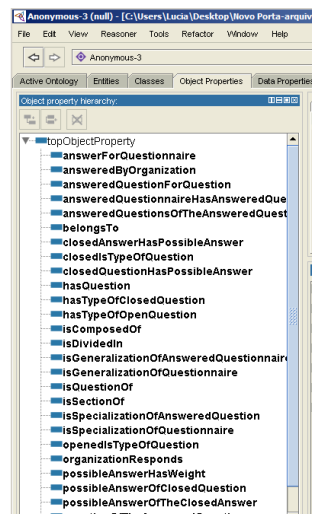 Anonymous-3 (null) - [C:\Users\Lucia\Desktop\Novo Porta-arquiv
File Edit View Reasoner Tools Refactor Window Help
Anonymous-3
Active Ontology Entities Classes Object Properties Data Properties
Object property hierarchy:
topObjectProperty
answerForQuestionnaire
answeredByOrganization
answeredQuestionForQuestion
answeredQuestionnaireHasAnsweredQue
answeredQuestionsOfTheAnsweredQuest
belongsTo
closedAnswerHasPossibleAnswer
closedIsTypeOfQuestion
closedQuestionHasPossibleAnswer
hasQuestion
hasTypeOfClosedQuestion
hasTypeOfOpenQuestion
isComposedOf
isDividedIn
isGeneralizationOfAnsweredQuestionnair
isGeneralizationOfQuestionnaire
isQuestionOf
isSectionOf
isSpecializationOfAnsweredQuestion
isSpecializationOfQuestionnaire
openedIsTypeOfQuestion
organizationResponds
possibleAnswerHasWeight
possibleAnswerOfClosedQuestion
possibleAnswerOfTheClosedAnswer